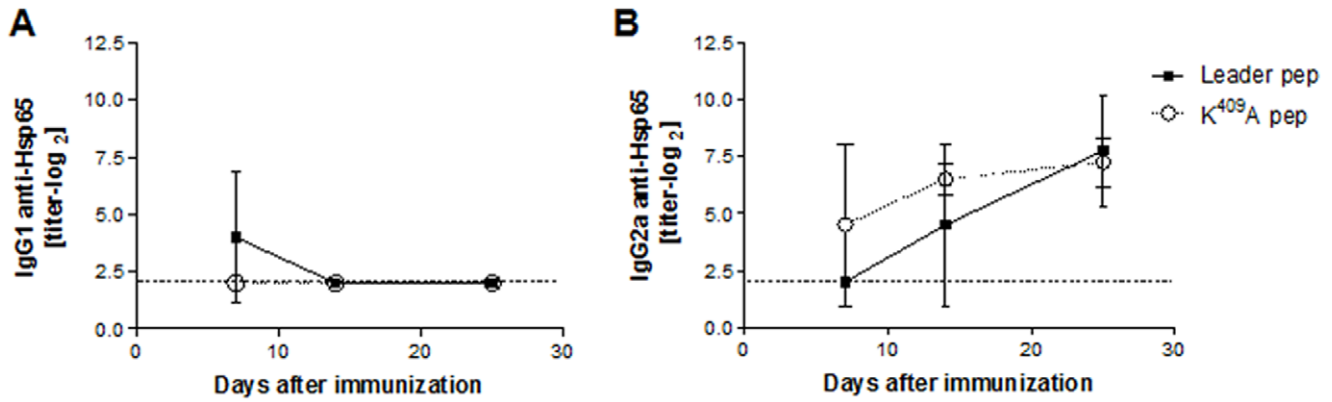 A
IgG1 anti-Hsp65
[titer-log 2]
12.5
10.0
7.5
5.0
2.5
0.0
0 10 20 30
Days after immunization
B
IgG2a anti-Hsp65
[titer-log 2]
12.5
10.0
7.5
5.0
2.5
0.0
0 10 20 30
Days after immunization
Leader pep
K⁴⁰⁹A pep